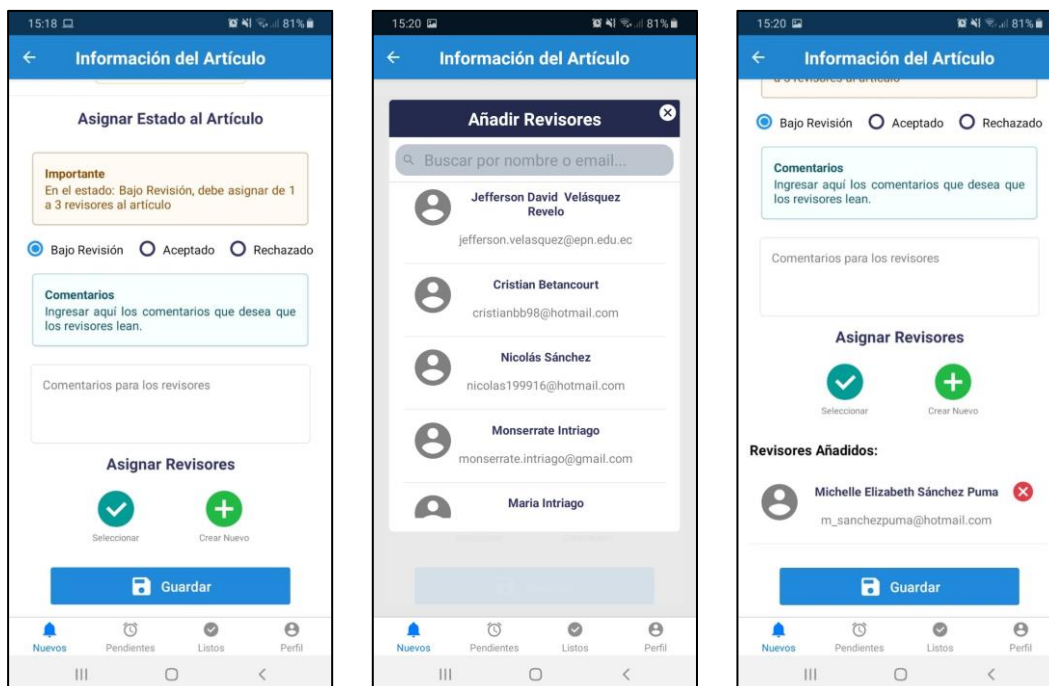 15:18
81%
Información del Artículo
Asignar Estado al Artículo
Importante
En el estado: Bajo Revisión, debe asignar de 1
a 3 revisores al artículo
Bajo Revisión Aceptado Rechazado
Comentarios
Ingresar aquí los comentarios que desea que
los revisores lean.
Comentarios para los revisores
Asignar Revisores
Seleccionar Crear Nuevo
Guardar
Nuevos Pendientes Listos Perfil
15:20
81%
Información del Artículo
Añadir Revisores
Buscar por nombre o email...
Jefferson David Velásquez
Revelo
jefferson.velasquez@epn.edu.ec
Cristian Betancourt
cristianbb98@hotmail.com
Nicolás Sánchez
nicolas199916@hotmail.com
Monserrate Intriago
monserrate.intriago@gmail.com
Maria Intriago
Nuevos Pendientes Listos Perfil
15:20
81%
Información del Artículo
a 3 revisores al artículo
Bajo Revisión Aceptado Rechazado
Comentarios
Ingresar aquí los comentarios que desea que
los revisores lean.
Comentarios para los revisores
Asignar Revisores
Seleccionar Crear Nuevo
Revisores Añadidos:
Michelle Elizabeth Sánchez Puma
m_sanchezpuma@hotmail.com
Guardar
Nuevos Pendientes Listos Perfil